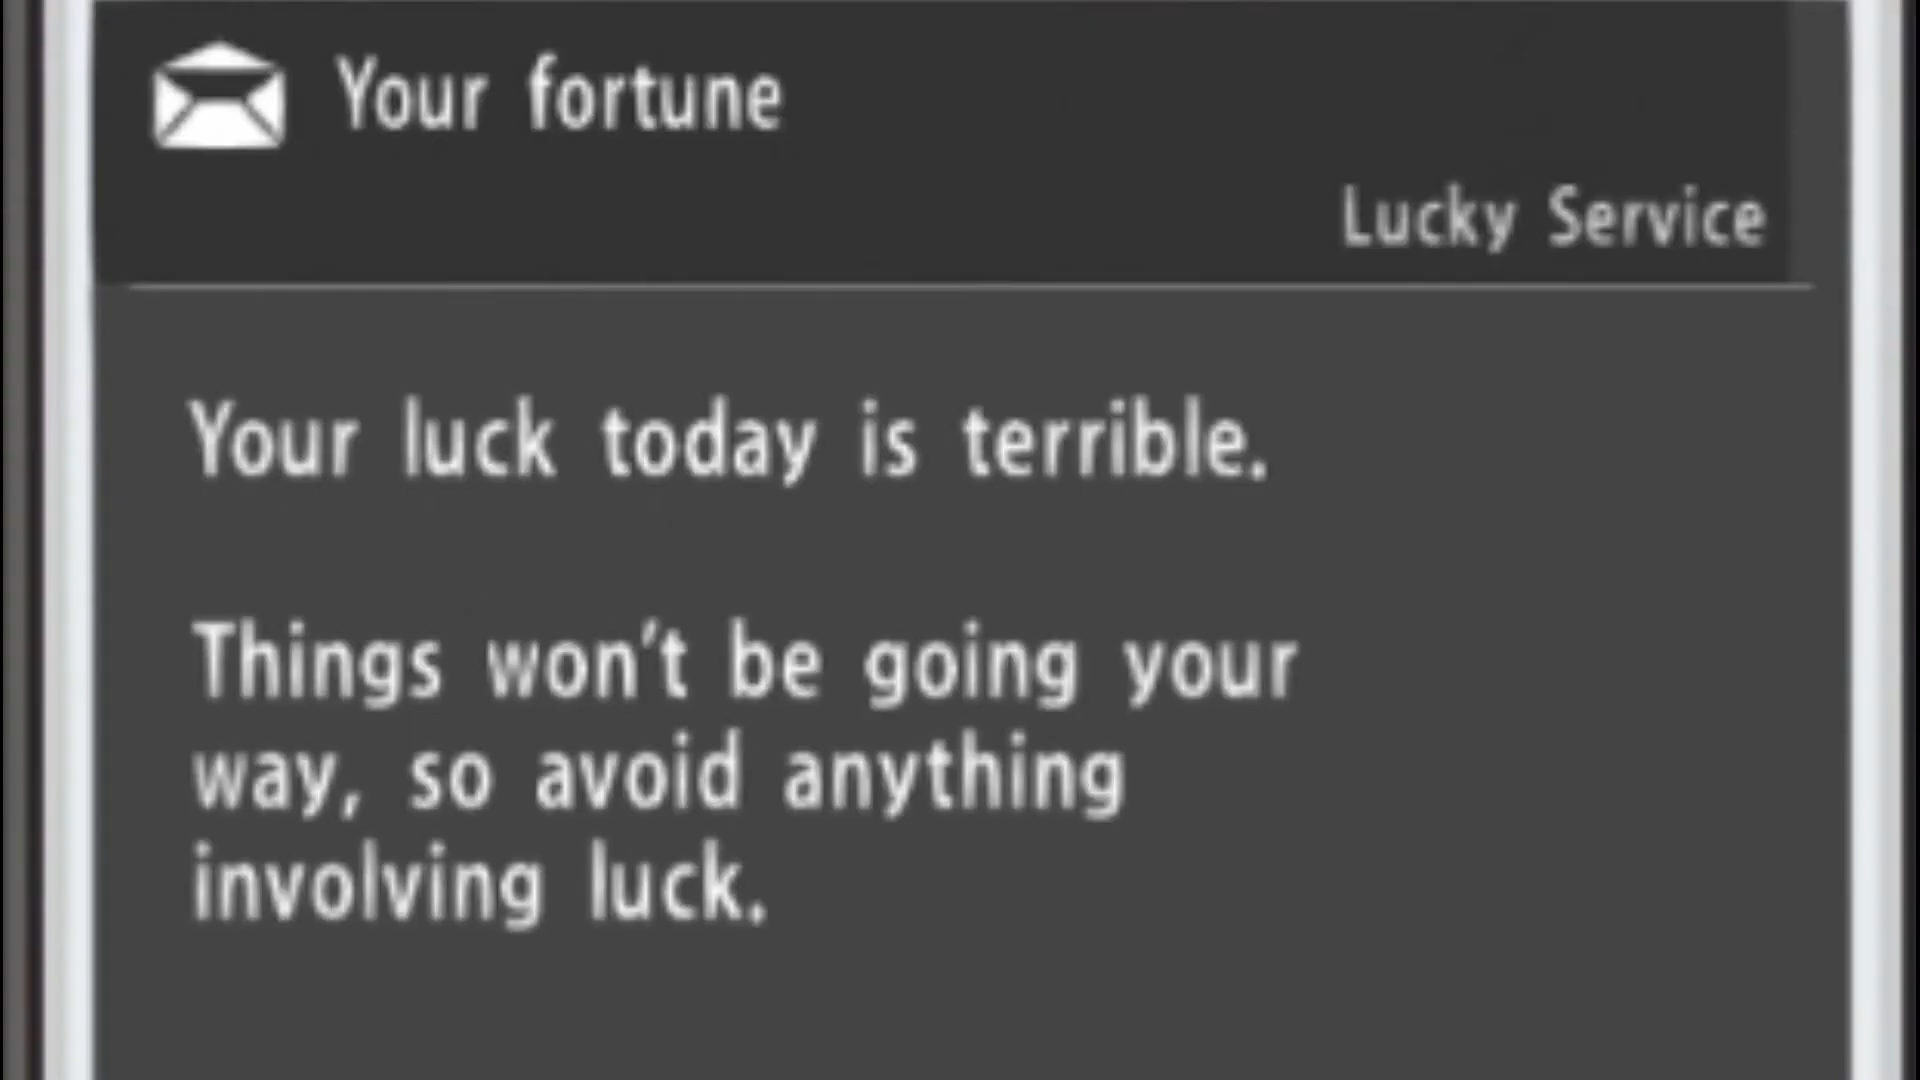 Your fortune
Lucky Service
Your luck today is terrible.
Things won't be going your
way, so avoid anything
involving luck.